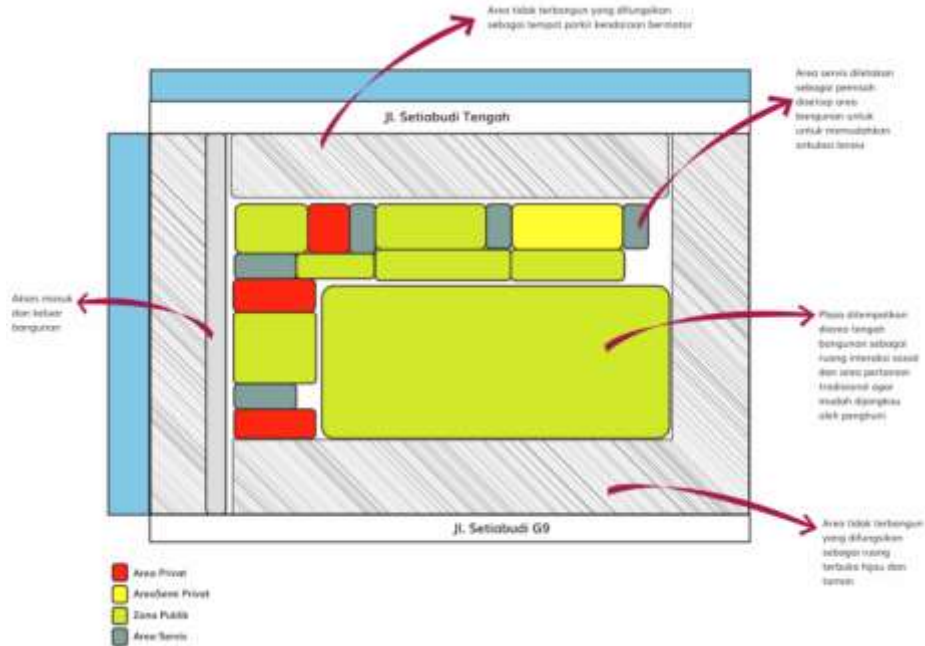 Area tidak terbangun yang difungsikan
sebagai tempat parkir kendaraan bermotor
Area servis diletakan
sebagai pemisah
disetiap area
bangunan untuk
untuk memudahkan
sirkulasi
Jl. Setiabudi Tengah
Akses masuk
dan keluar
bangunan
Plaza ditempatkan
diarea tengah
bangunan sebagai
ruang interaksi sosial
dan area pertanian
tradisional agar
mudah dijangkau
oleh penghuni
Jl. Setiabudi G9
Area tidak terbangun
yang difungsikan
sebagai ruang
terbuka hijau dan
taman
Area Privat
AreaSemi Privat
Zona Publik
Area Servis